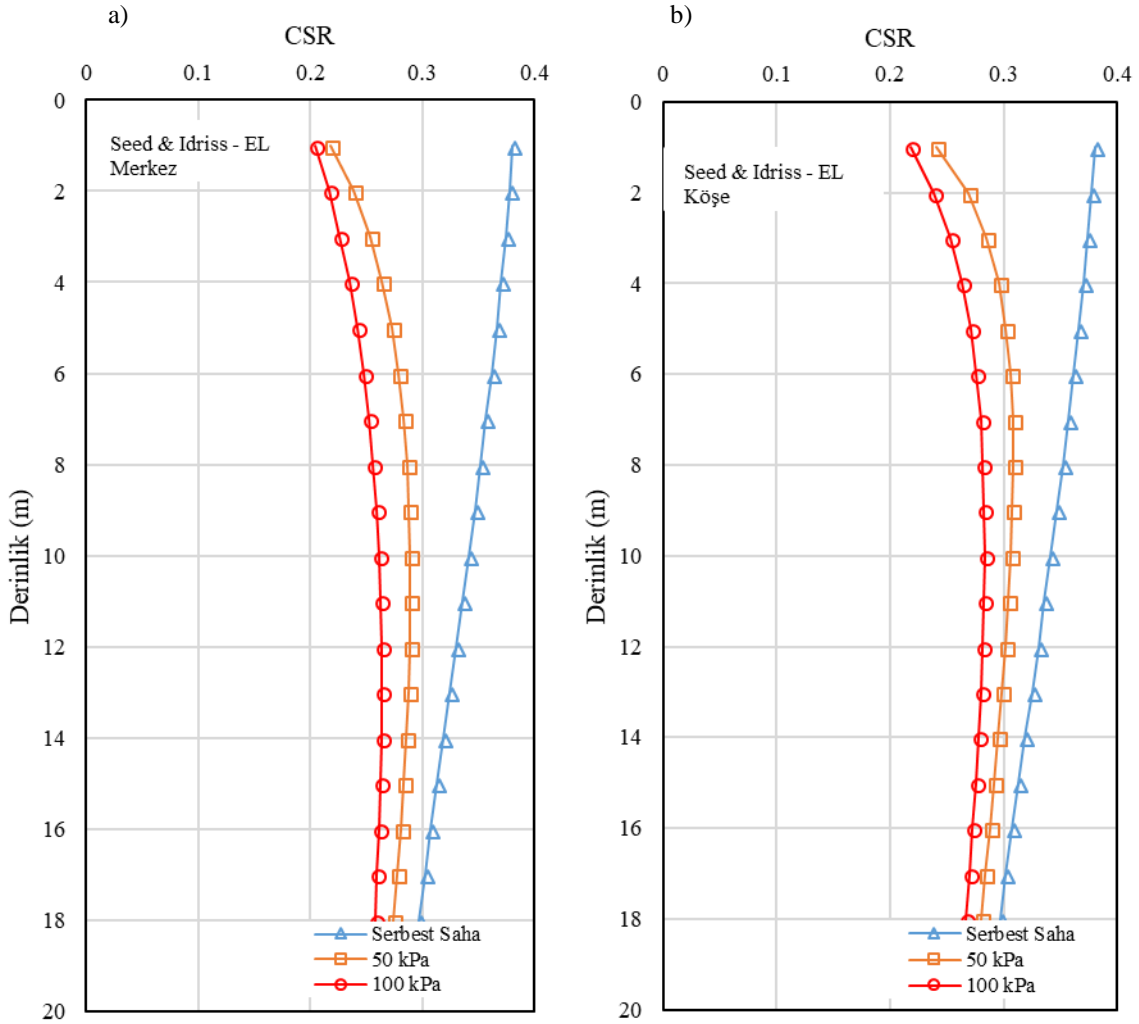 a)
CSR
0 0.1 0.2 0.3 0.4
0
2
4
6
8
10
12
14
16
18
20
Derinlik (m)
Seed & Idriss - EL
Merkez
Serbest Saha
50 kPa
100 kPa
b)
CSR
0 0.1 0.2 0.3 0.4
0
2
4
6
8
10
12
14
16
18
20
Derinlik (m)
Seed & Idriss - EL
Köşe
Serbest Saha
50 kPa
100 kPa